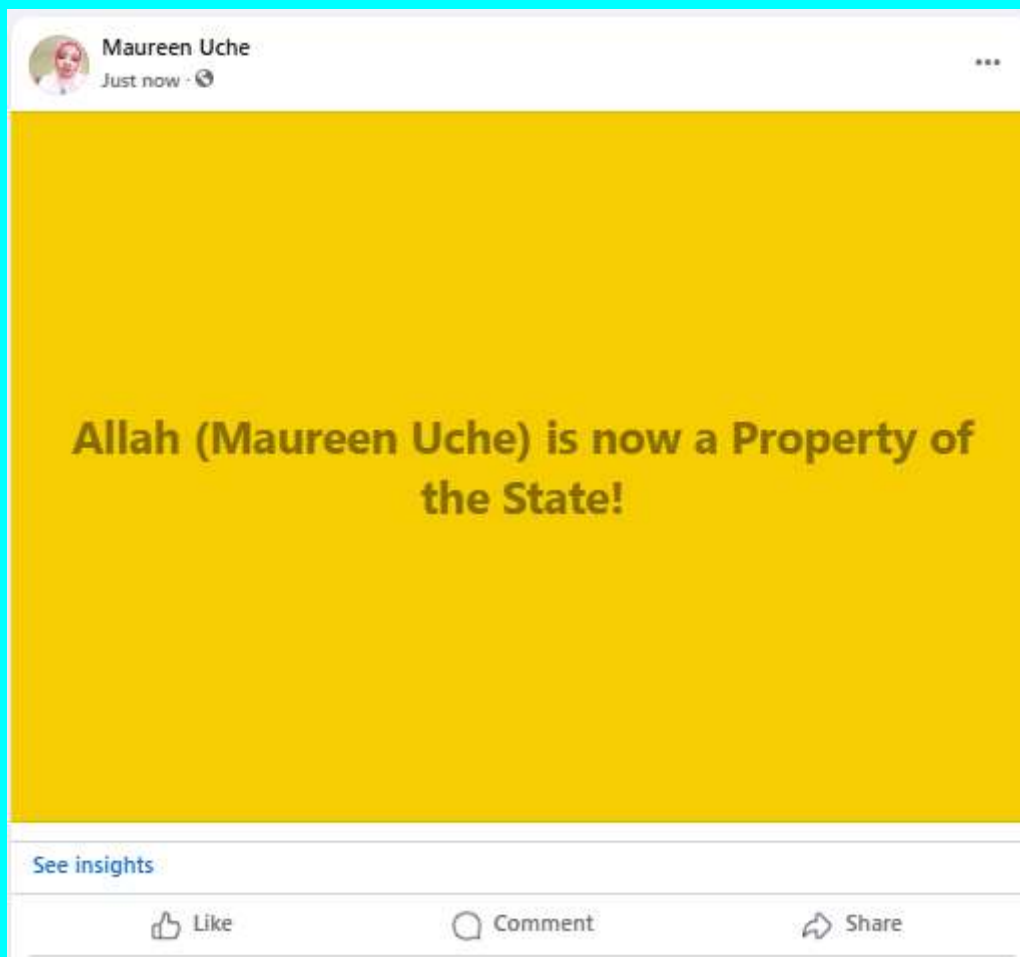 Maureen Uche
Just now ·
Allah (Maureen Uche) is now a Property of
the State!
See insights
Like Comment Share